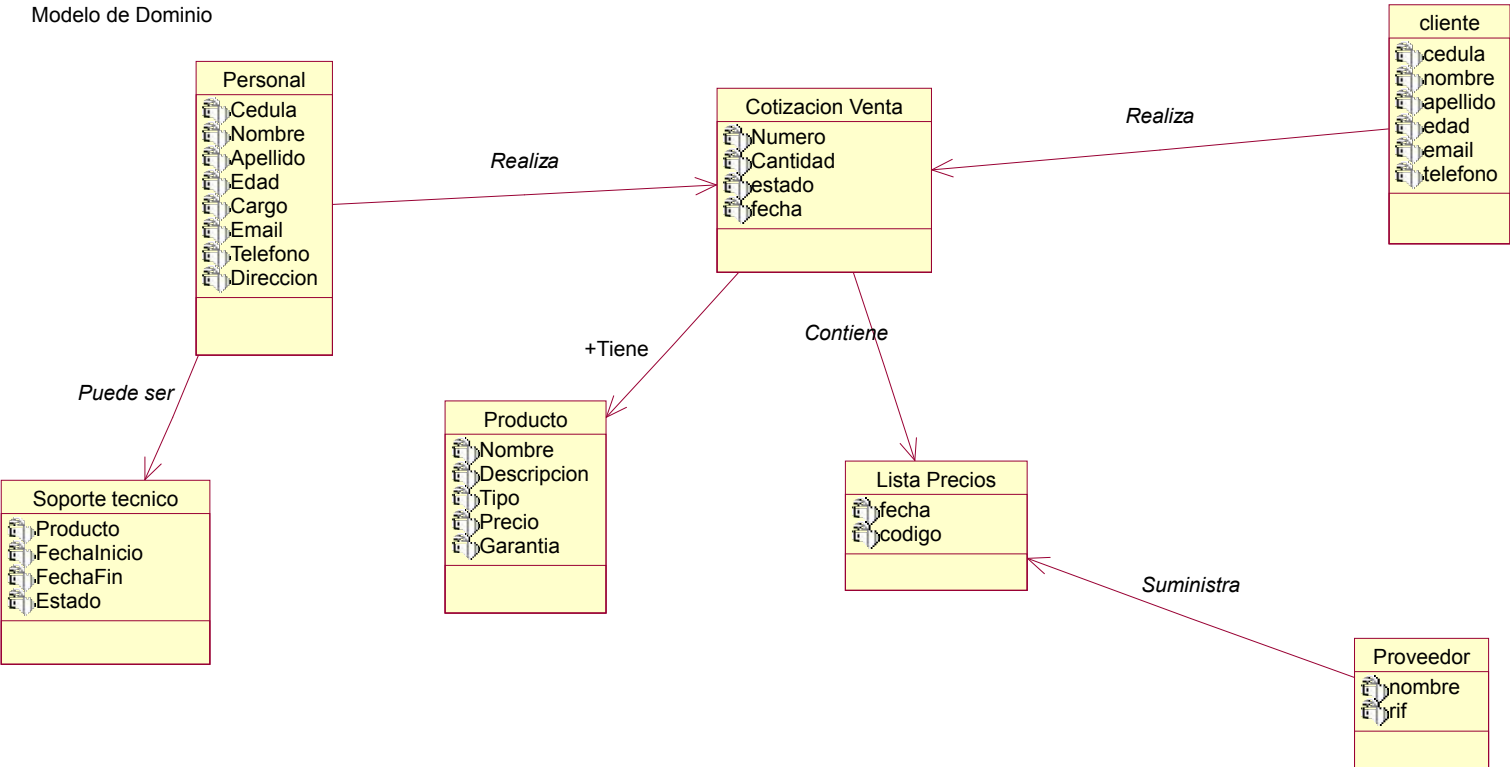 Modelo de Dominio
Personal
Cedula
Nombre
Apellido
Edad
Cargo
Email
Telefono
Direccion
Realiza
Cotizacion Venta
Numero
Cantidad
estado
fecha
Realiza
cliente
cedula
nombre
apellido
edad
email
telefono
Puede ser
+Tiene
Contiene
Soporte tecnico
Producto
FechaInicio
FechaFin
Estado
Producto
Nombre
Descripcion
Tipo
Precio
Garantia
Lista Precios
fecha
codigo
Suministra
Proveedor
nombre
rif